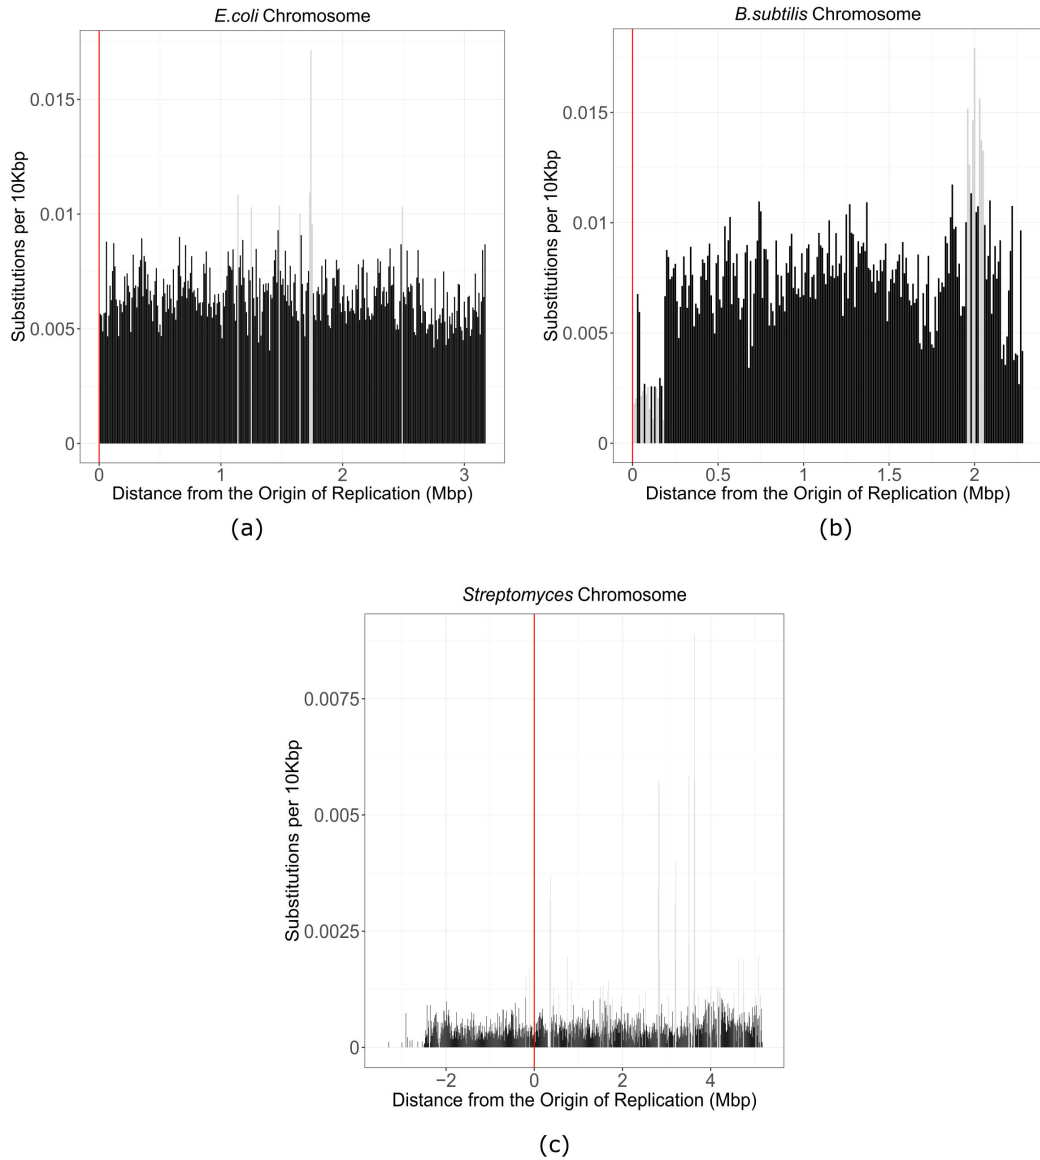 E.coli Chromosome
Substitutions per 10Kbp
0.015
0.01
0.005
0
0 1 2 3
Distance from the Origin of Replication (Mbp)
(a)
B.subtilis Chromosome
Substitutions per 10Kbp
0.015
0.01
0.005
0
0 0.5 1 1.5 2
Distance from the Origin of Replication (Mbp)
(b)
Streptomyces Chromosome
Substitutions per 10Kbp
0.0075
0.005
0.0025
0
−2 0 2 4
Distance from the Origin of Replication (Mbp)
(c)